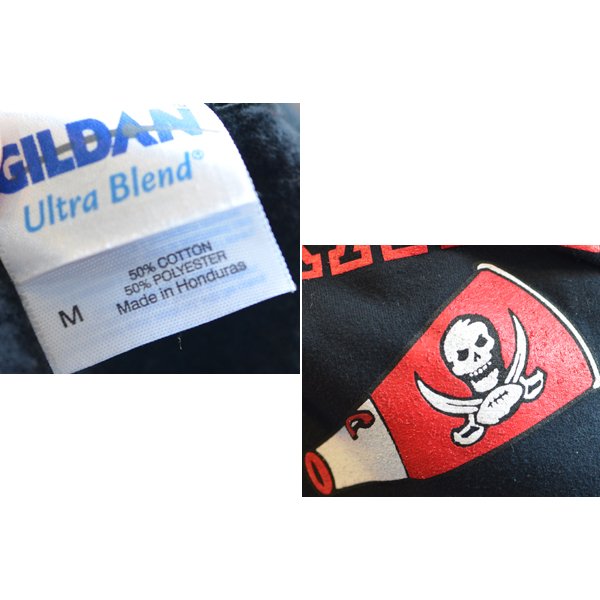 GILDAN
Ultra Blend®
50% COTTON
50% POLYESTER
Made in Honduras
M